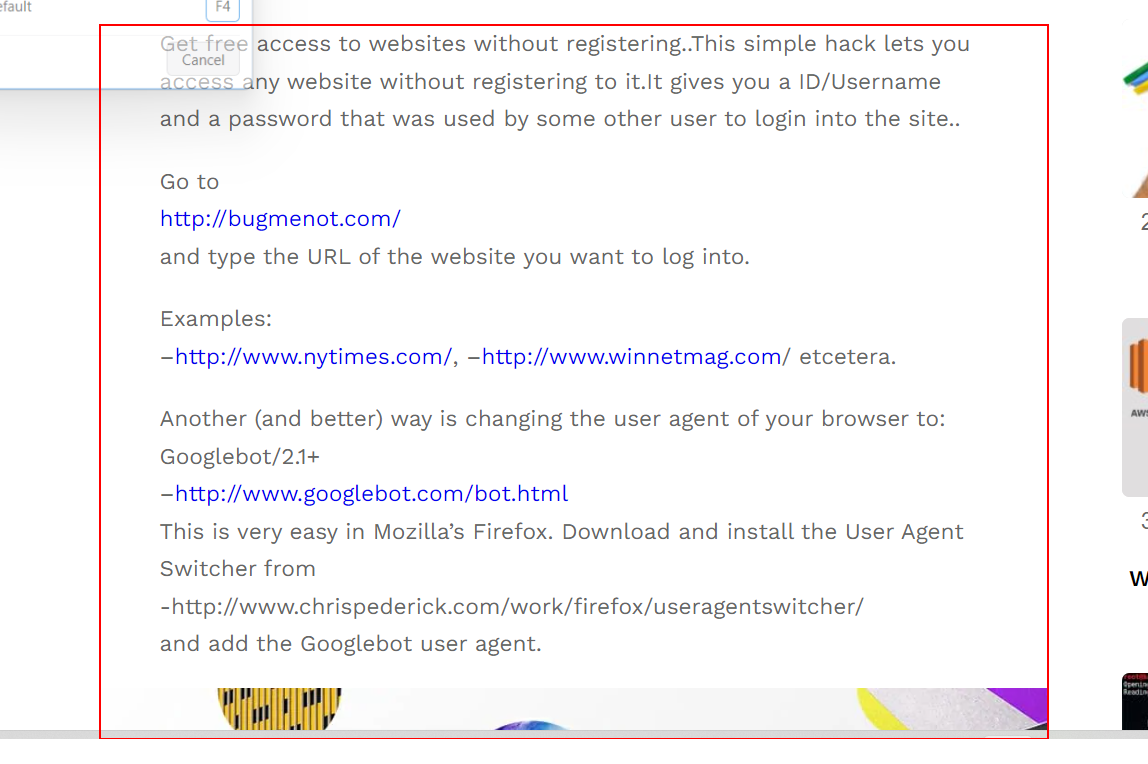 efault
F4
Cancel
Get free access to websites without registering..This simple hack lets you
access any website without registering to it.It gives you a ID/Username
and a password that was used by some other user to login into the site..
Go to
http://bugmenot.com/
and type the URL of the website you want to log into.
Examples:
–http://www.nytimes.com/, –http://www.winnetmag.com/ etcetera.
Another (and better) way is changing the user agent of your browser to:
Googlebot/2.1+
–http://www.googlebot.com/bot.html
This is very easy in Mozilla’s Firefox. Download and install the User Agent
Switcher from
-http://www.chrispederick.com/work/firefox/useragentswitcher/
and add the Googlebot user agent.
2
AWS
3
W